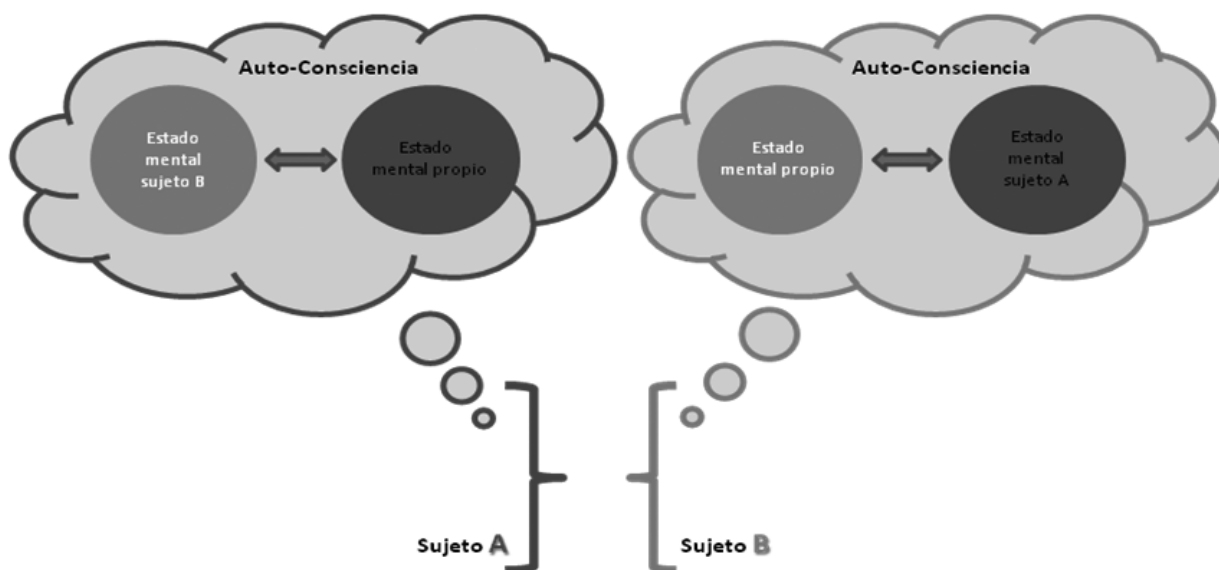 Auto-Consciencia
Estado
mental
sujeto B
Estado
mental propio
Auto-Consciencia
Estado
mental propio
Estado
mental
sujeto A
Sujeto A
Sujeto B